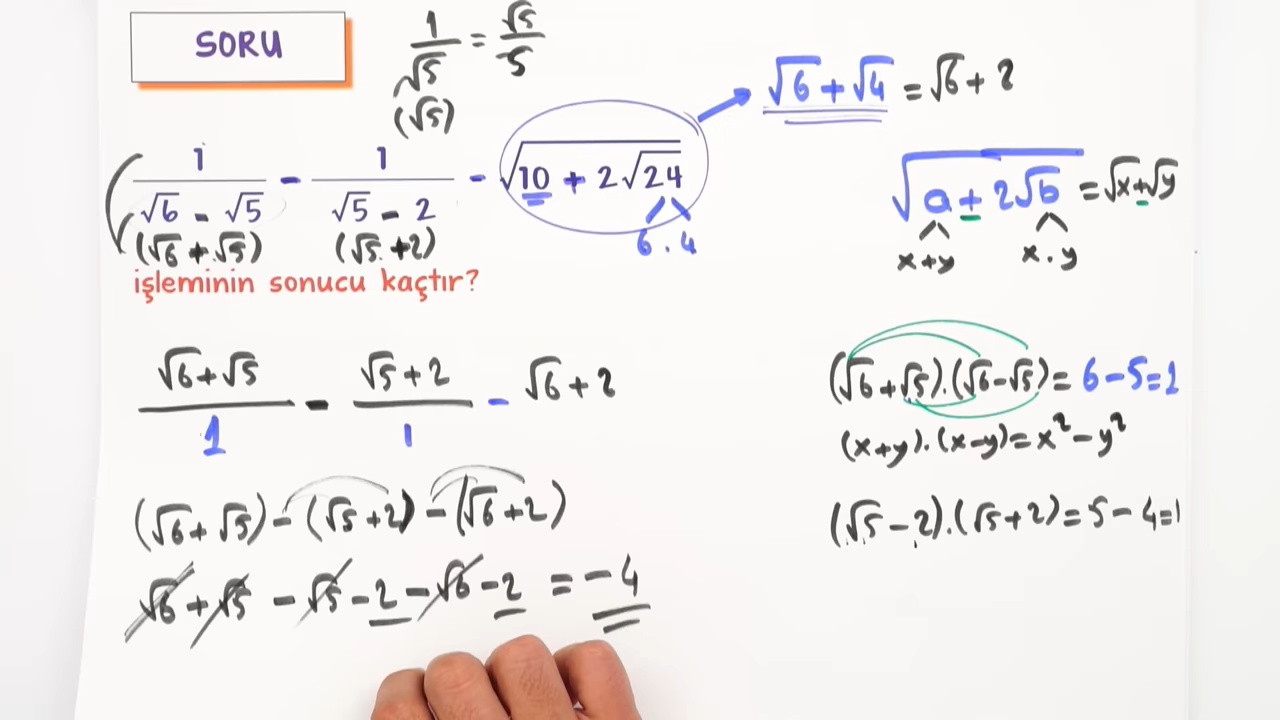 SORU
1/√5 = √5/5
(√5)
1/(√6 - √5) - 1/(√5 - 2) - √(10 + 2√24)
(√6 + √5) (√5 + 2) 6 . 4
işleminin sonucu kaçtır?
√6 + √4 = √6 + 2
√(a ± 2√b) = √x ± √y
x+y x . y
(√6+√5)/1 - (√5+2)/1 - √6+2
(√6+√5) - (√5+2) - (√6+2)
√6 + √5 - √5 - 2 - √6 - 2 = -4
(√6+√5).(√6-√5) = 6-5=1
(x+y).(x-y)=x²-y²
(√5-2).(√5+2)=5-4=1